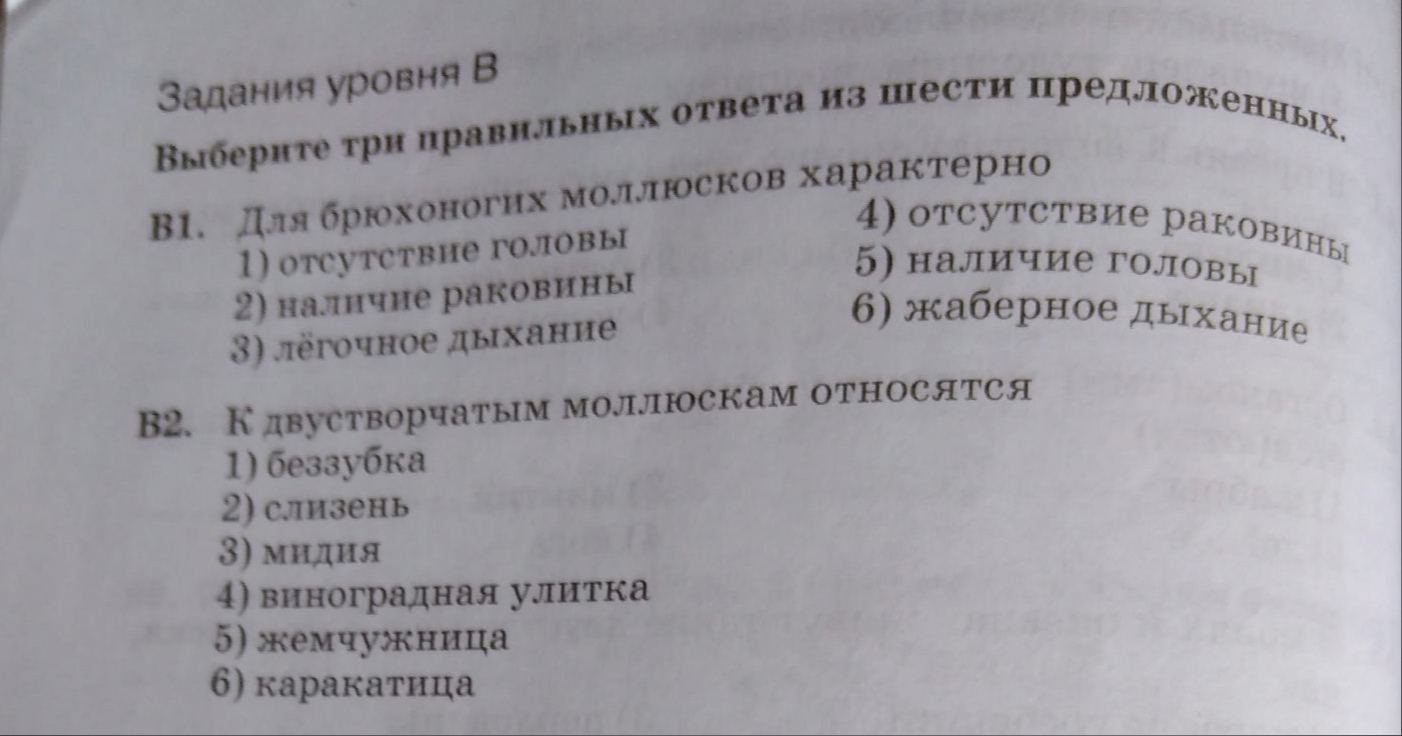 Задания уровня В
Выберите три правильных ответа из шести предложенных.
В1. Для брюхоногих моллюсков характерно
1) отсутствие головы
2) наличие раковины
3) лёгочное дыхание
4) отсутствие раковины
5) наличие головы
6) жаберное дыхание
В2. К двустворчатым моллюскам относятся
1) беззубка
2) слизень
3) мидия
4) виноградная улитка
5) жемчужница
6) каракатица